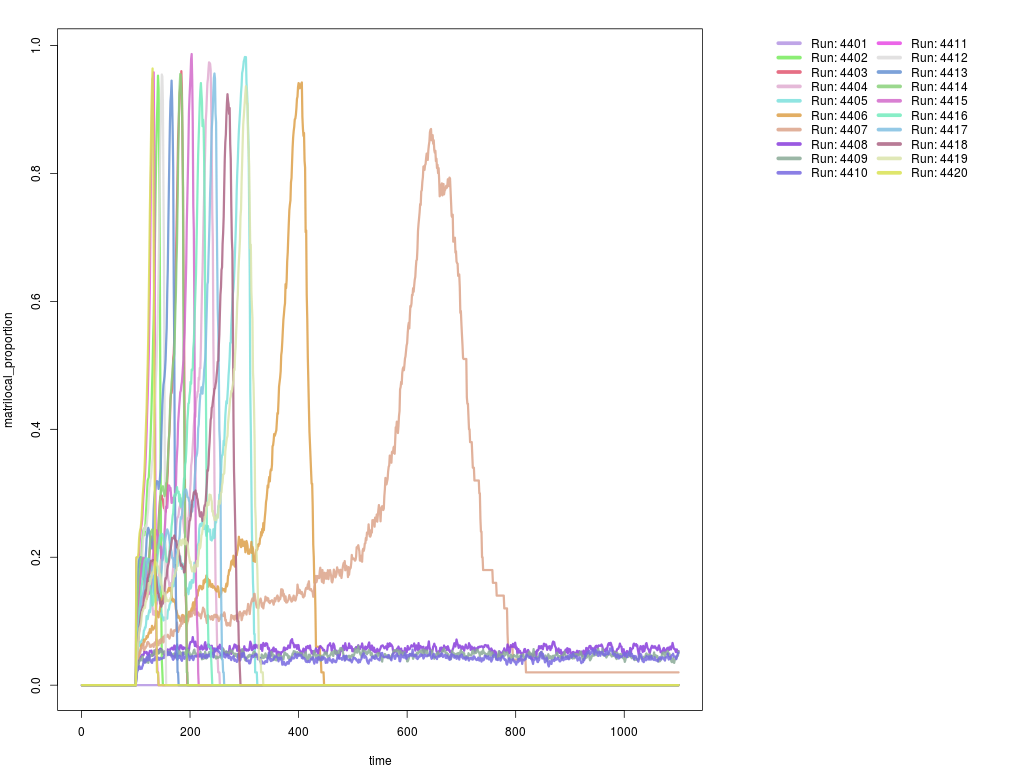 1.0
0.8
0.6
0.4
0.2
0.0
matrilocal_proportion
0 200 400 600 800 1000
time
Run: 4401
Run: 4402
Run: 4403
Run: 4404
Run: 4405
Run: 4406
Run: 4407
Run: 4408
Run: 4409
Run: 4410
Run: 4411
Run: 4412
Run: 4413
Run: 4414
Run: 4415
Run: 4416
Run: 4417
Run: 4418
Run: 4419
Run: 4420